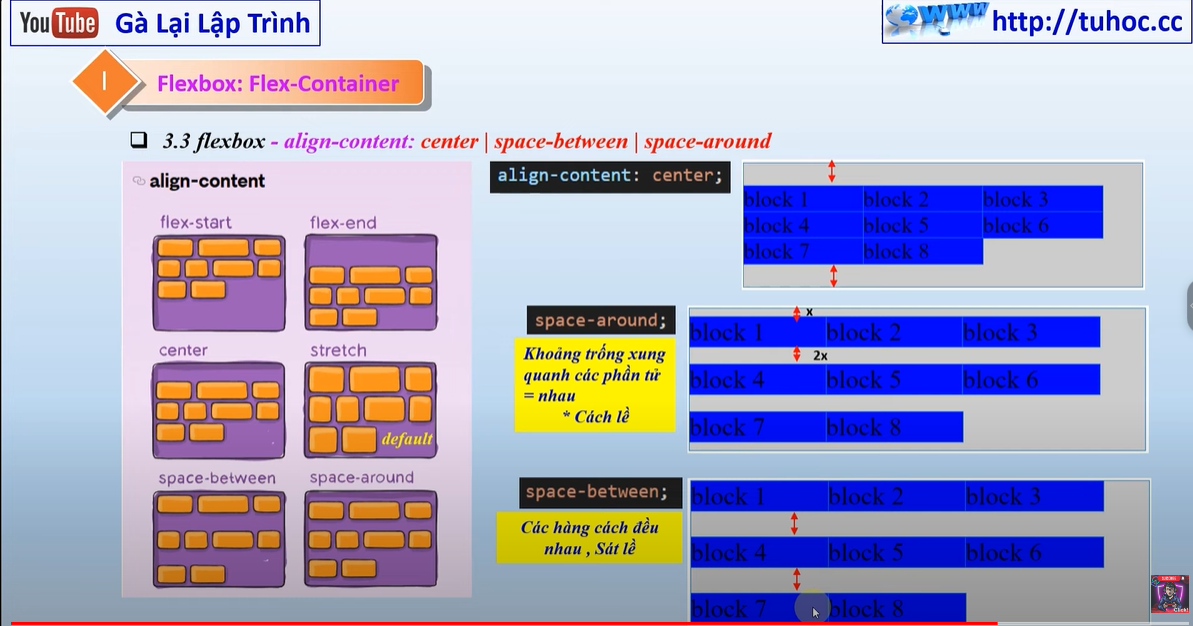 YouTube Gà Lại Lập Trình
WWW http://tuhoc.cc
I Flexbox: Flex-Container
3.3 flexbox - align-content: center | space-between | space-around
align-content
flex-start
flex-end
center
stretch
default
space-between
space-around
align-content: center;
block 1 block 2 block 3
block 4 block 5 block 6
block 7 block 8
space-around;
Khoảng trống xung
quanh các phần tử
= nhau
* Cách lề
x
block 1 block 2 block 3
2x
block 4 block 5 block 6
block 7 block 8
space-between;
Các hàng cách đều
nhau , Sát lề
block 1 block 2 block 3
block 4 block 5 block 6
block 7 block 8